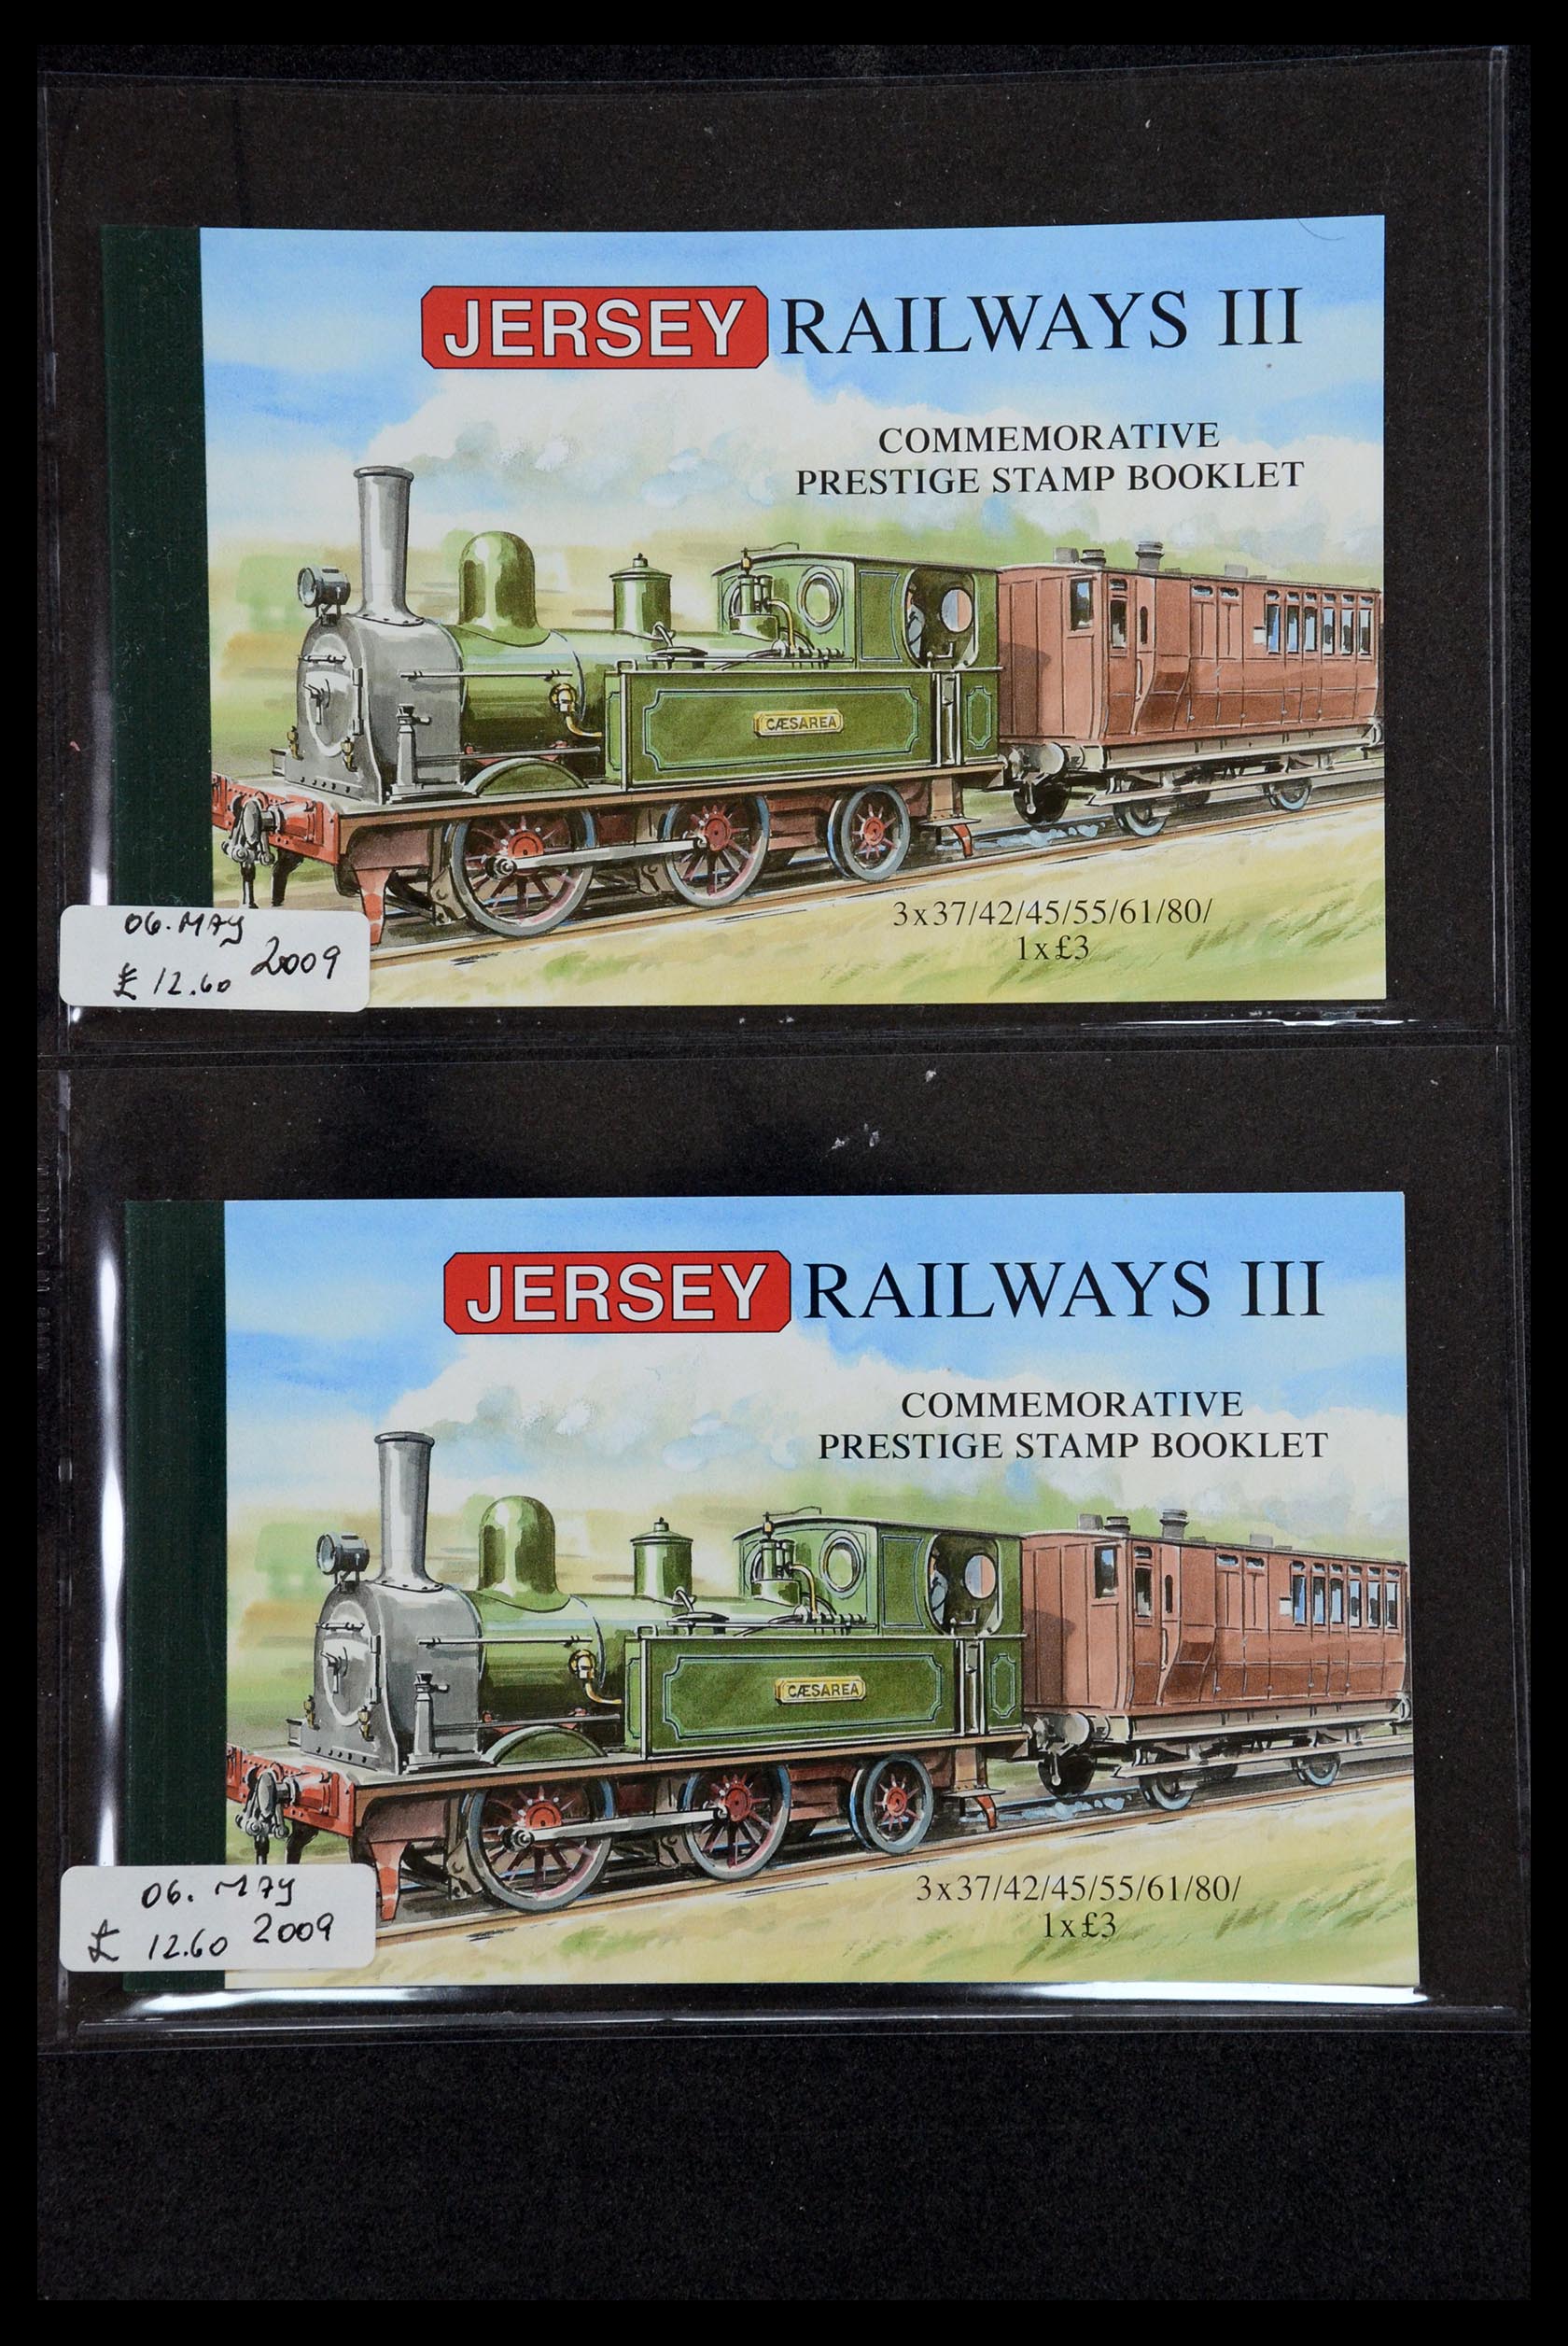 JERSEY RAILWAYS III
COMMEMORATIVE
PRESTIGE STAMP BOOKLET
CÆSAREA
3x37/42/45/55/61/80/
1x£3
06. MAY
£ 12.60 2009
JERSEY RAILWAYS III
COMMEMORATIVE
PRESTIGE STAMP BOOKLET
CÆSAREA
3x37/42/45/55/61/80/
1x£3
06. MAY
£ 12.60 2009